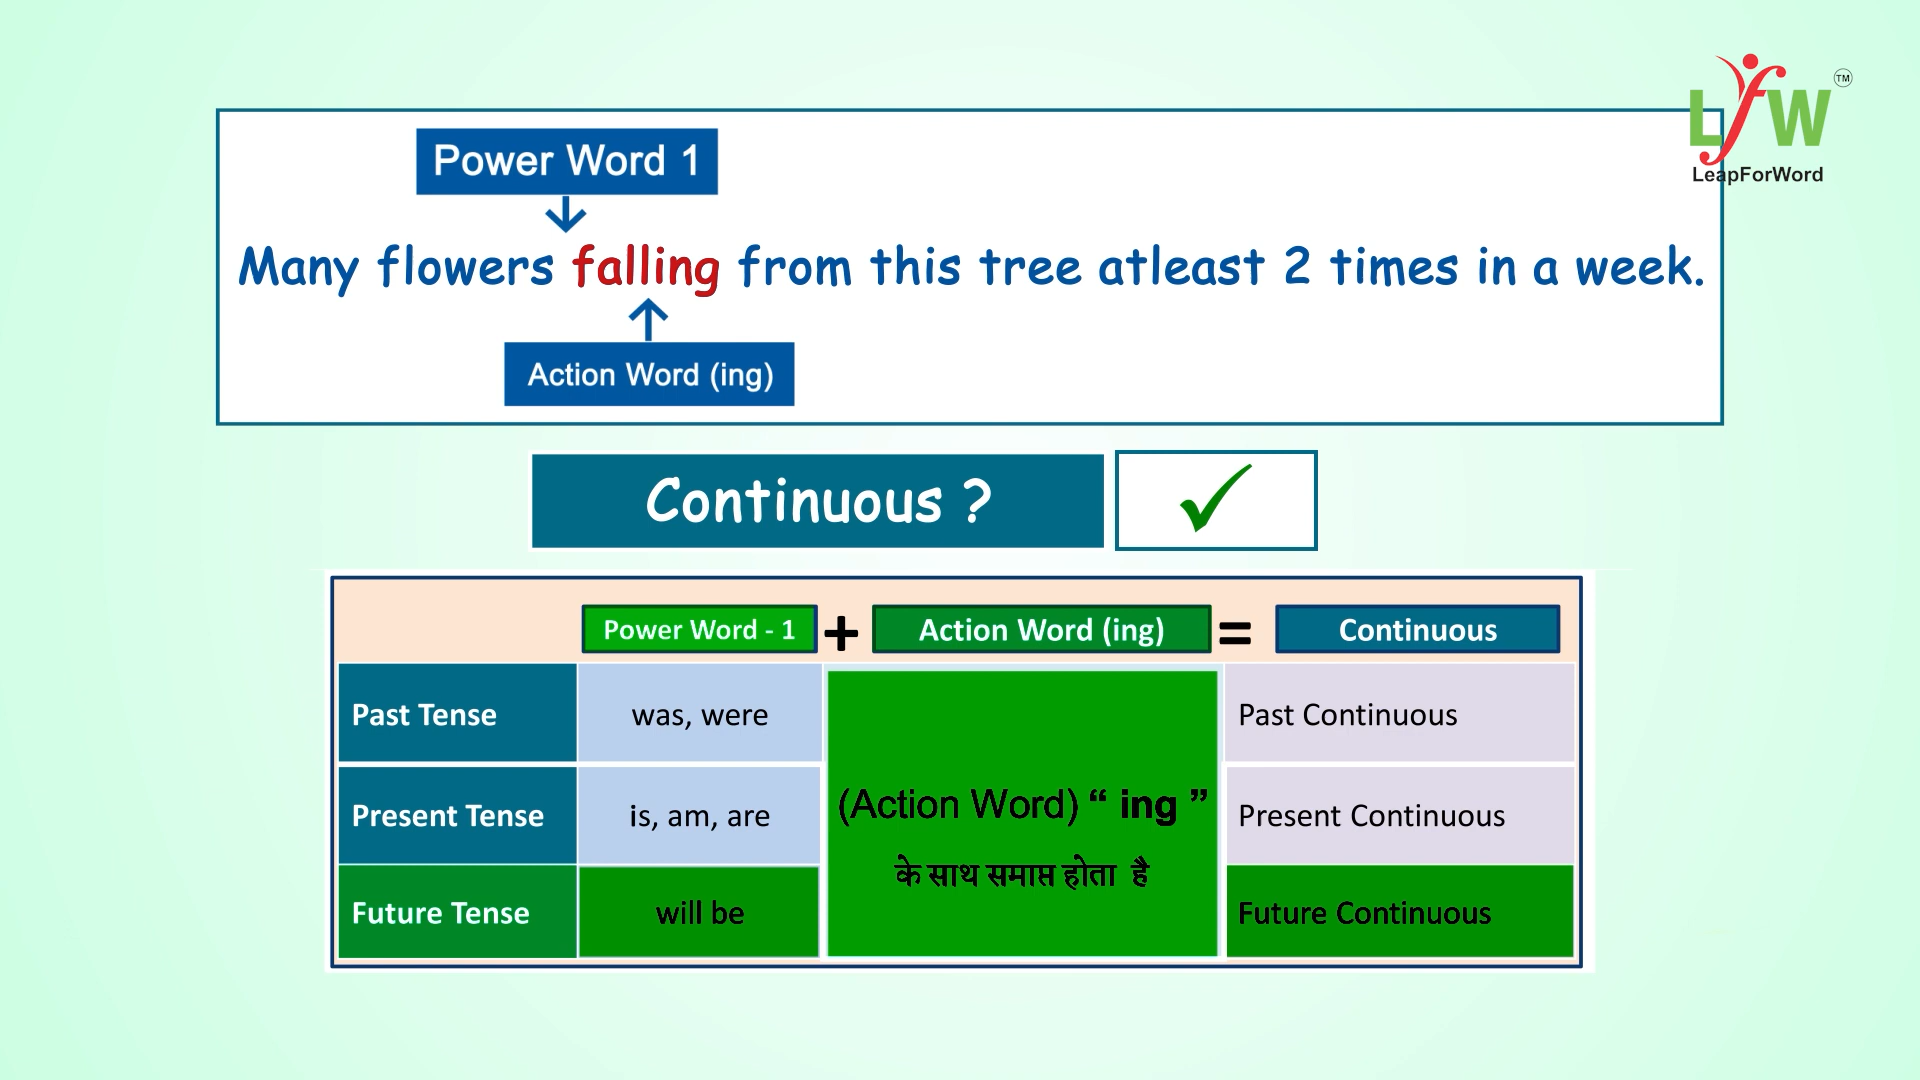 LfW TM
LeapForWord
Power Word 1
Many flowers falling from this tree atleast 2 times in a week.
Action Word (ing)
Continuous ?
Power Word - 1 + Action Word (ing) = Continuous
Past Tense was, were Past Continuous
Present Tense is, am, are Present Continuous
(Action Word) “ ing ”
के साथ समाप्त होता है
Future Tense will be Future Continuous